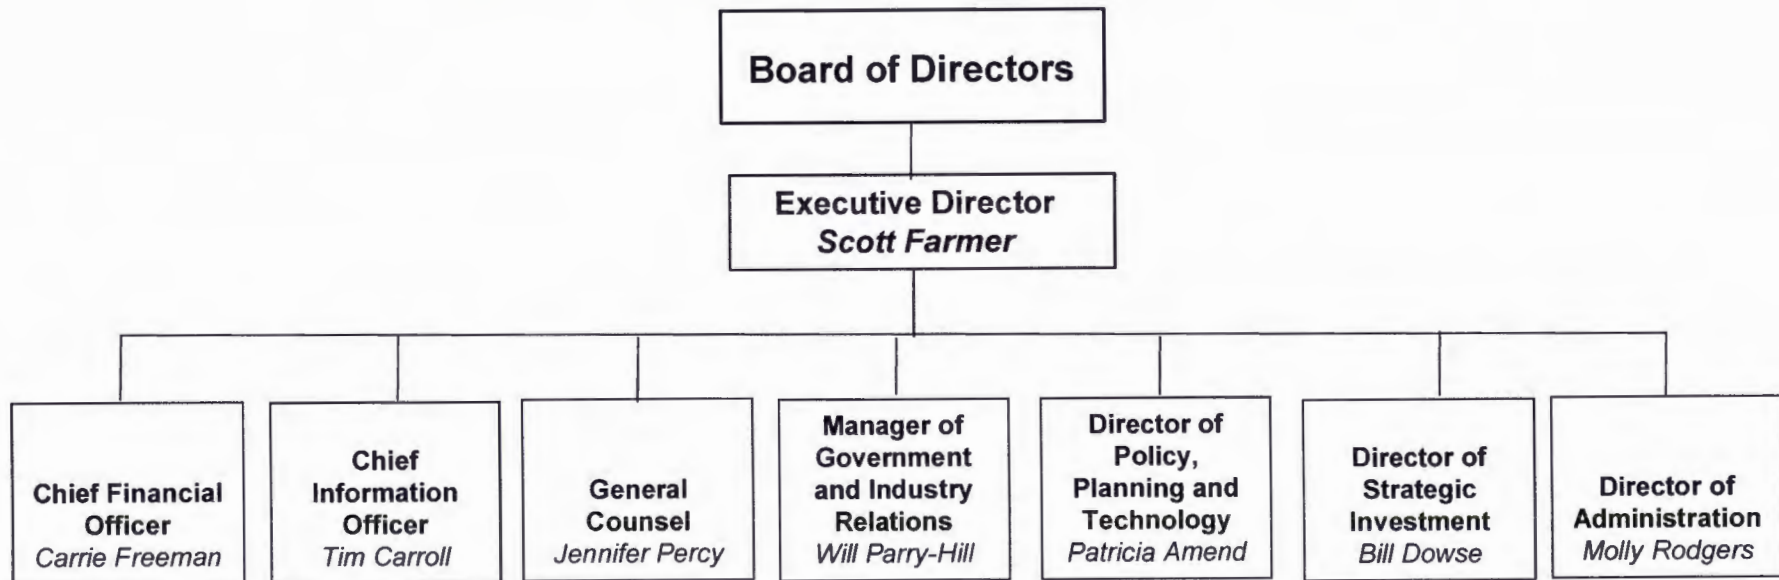 Board of Directors
Executive Director
Scott Farmer
Chief Financial
Officer
Carrie Freeman
Chief
Information
Officer
Tim Carroll
General
Counsel
Jennifer Percy
Manager of
Government
and Industry
Relations
Will Parry-Hill
Director of
Policy,
Planning and
Technology
Patricia Amend
Director of
Strategic
Investment
Bill Dowse
Director of
Administration
Molly Rodgers